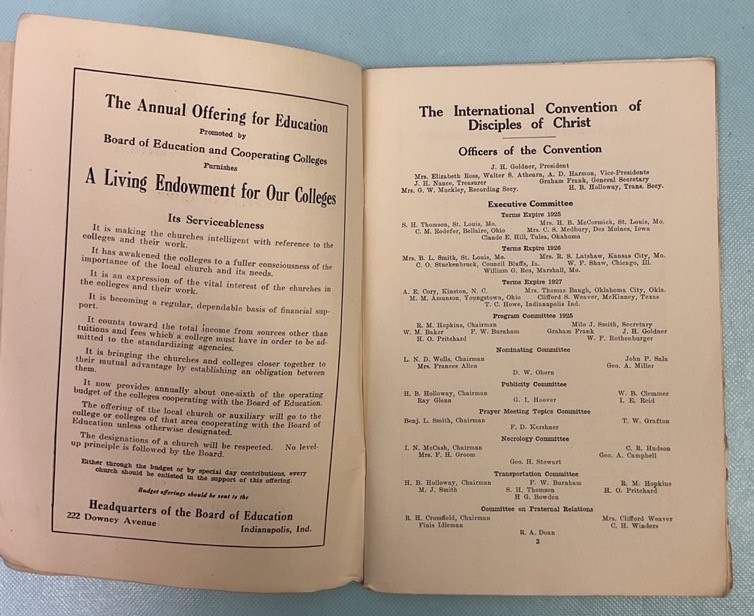 The Annual Offering for Education
Promoted by
Board of Education and Cooperating Colleges
Furnishes
A Living Endowment for Our Colleges
Its Serviceableness
It is making the churches intelligent with reference to the
colleges and their work.
It has awakened the colleges to a fuller consciousness of the
importance of the local church and its needs.
It is an expression of the vital interest of the churches in
the colleges and their work.
It is becoming a regular, dependable basis of financial sup-
port.
It counts toward the total income from sources other than
tuitions and fees which a college must have in order to be ad-
mitted to the standardizing agencies.
It is bringing the churches and colleges closer together to
their mutual advantage by establishing an obligation between
them.
It now provides annually about one-sixth of the operating
budget of the colleges cooperating with the Board of Education.
The offering of the local church or auxiliary will go to the
college or colleges of that area cooperating with the Board of
Education unless otherwise designated.
The designations of a church will be respected. No level-
up principle is followed by the Board.
Either through the budget or by special day contributions, every
church should be enlisted in the support of this offering.
Budget offerings should be sent to the
Headquarters of the Board of Education
222 Downey Avenue Indianapolis, Ind.
The International Convention of
Disciples of Christ
Officers of the Convention
J. H. Goldner, President
Mrs. Elizabeth Ross, Walter S. Athearn, A. D. Harmon, Vice-Presidents
J. H. Nance, Treasurer Graham Frank, General Secretary
Mrs. G. W. Muckley, Recording Secy. H. B. Holloway, Trans. Secy.
Executive Committee
Terms Expire 1925
S. H. Thomson, St. Louis, Mo. Mrs. H. B. McCormick, St. Louis, Mo.
C. M. Rodefer, Bellaire, Ohio Mrs. C. S. Medbury, Des Moines, Iowa
Claude E. Hill, Tulsa, Oklahoma
Terms Expire 1926
Mrs. B. L. Smith, St. Louis, Mo. Mrs. R. S. Latshaw, Kansas City, Mo.
C. O. Stuckenbruck, Council Bluffs, Ia. W. F. Shaw, Chicago, Ill.
William G. Rea, Marshall, Mo.
Terms Expire 1927
A. E. Cory, Kinston, N. C. Mrs. Thomas Baugh, Oklahoma City, Okla.
M. M. Amunson, Youngstown, Ohio Clifford S. Weaver, McKinney, Texas
T. C. Howe, Indianapolis Ind.
Program Committee 1925
R. M. Hopkins, Chairman Milo J. Smith, Secretary
W. M. Baker F. W. Burnham Graham Frank J. H. Goldner
H. O. Pritchard W. F. Rothenburger
Nominating Committee
L. N. D. Wells, Chairman John P. Sala
Mrs. Frances Allen Geo. A. Miller
D. W. Obern
Publicity Committee
H. B. Holloway, Chairman W. B. Clemmer
Ray Glenn G. I. Hoover I. E. Reid
Prayer Meeting Topics Committee
Benj. L. Smith, Chairman T. W. Grafton
F. D. Kershner
Necrology Committee
I. N. McCash, Chairman C. R. Hudson
Mrs. F. H. Groom Geo. A. Campbell
Geo. H. Stewart
Transportation Committee
H. B. Holloway, Chairman F. W. Burnham R. M. Hopkins
M. J. Smith S. H. Thomson H. O. Pritchard
H G. Bowden
Committee on Fraternal Relations
R. H. Crossfield, Chairman Mrs. Clifford Weaver
Finis Idleman C. H. Winders
R. A. Doan
3